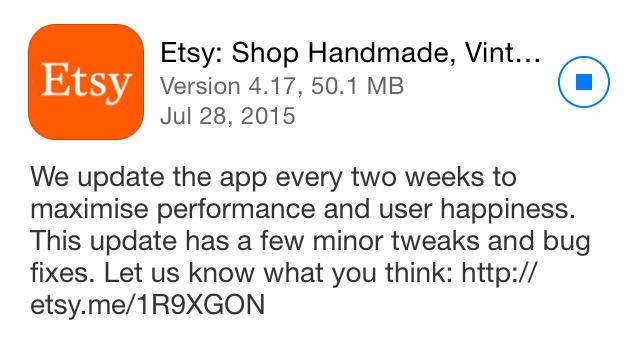 Etsy
Etsy: Shop Handmade, Vint...
Version 4.17, 50.1 MB
Jul 28, 2015
We update the app every two weeks to
maximise performance and user happiness.
This update has a few minor tweaks and bug
fixes. Let us know what you think: http://
etsy.me/1R9XGON